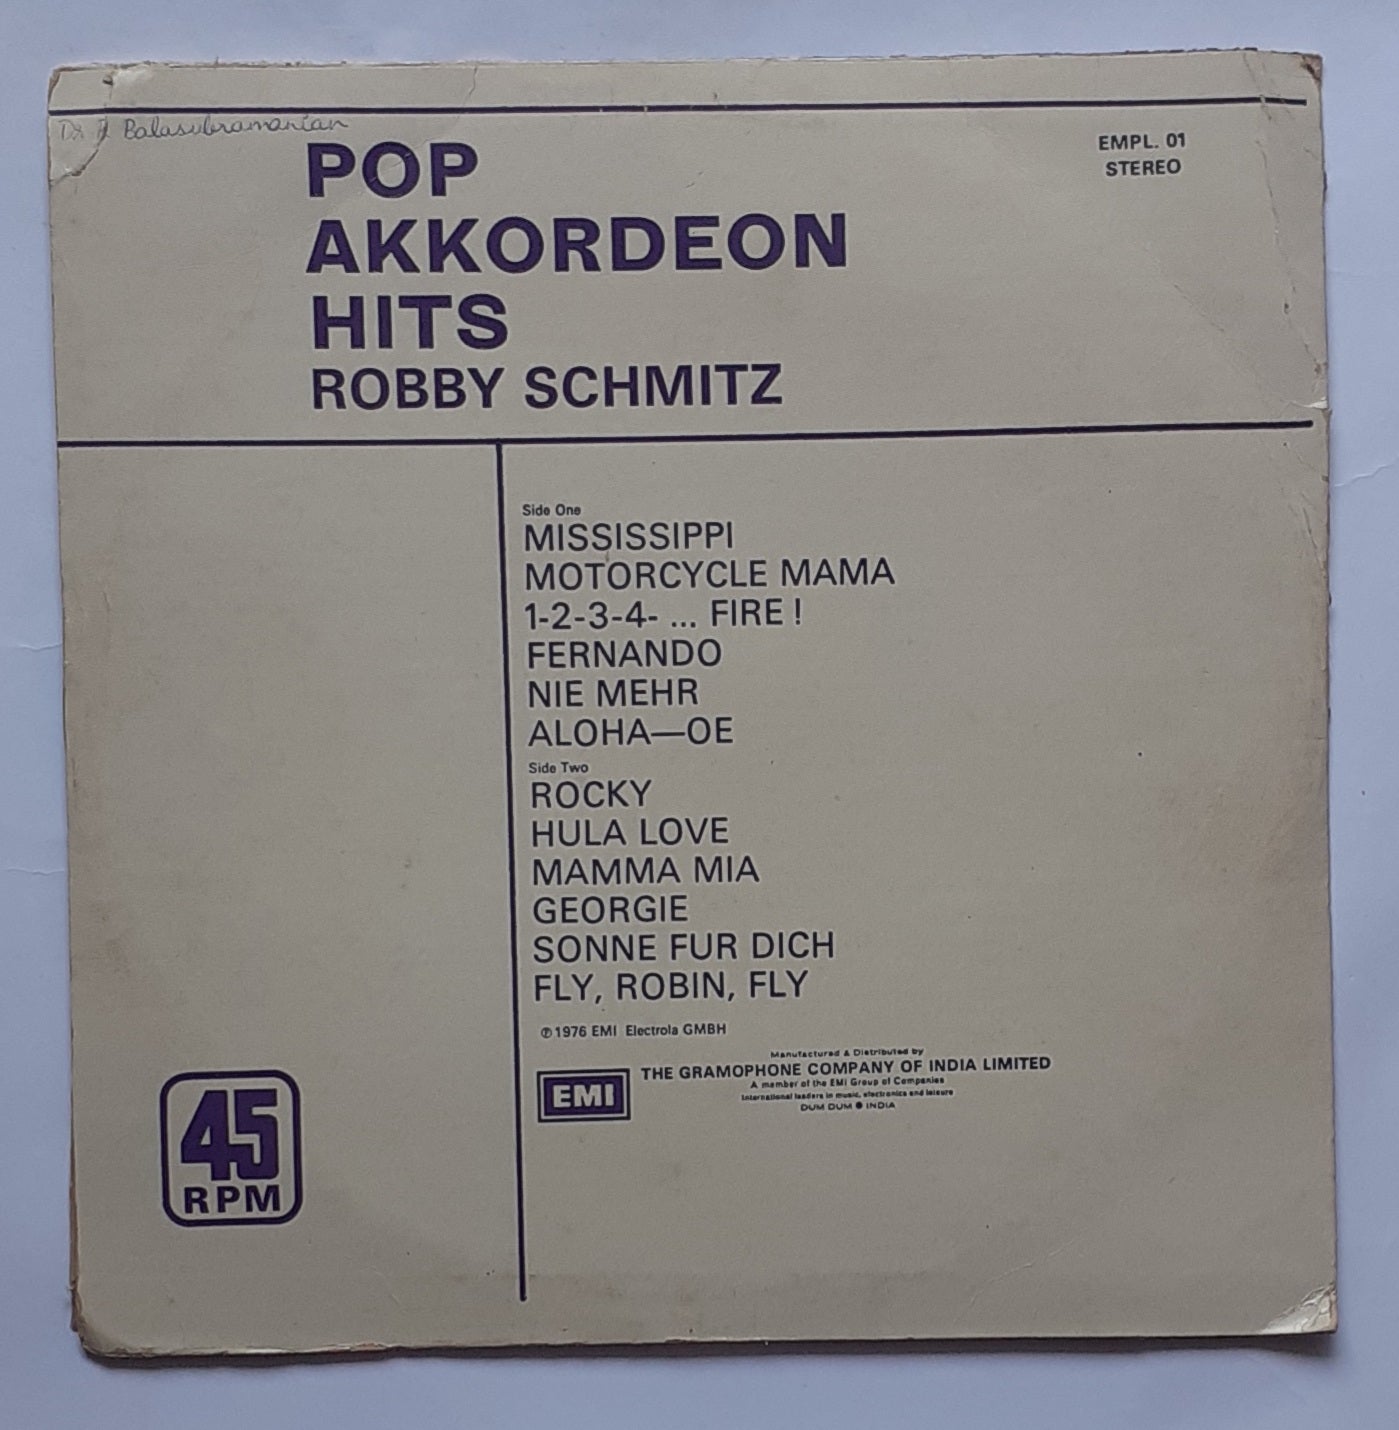 Dr Balasubramanian
POP
AKKORDEON
HITS
ROBBY SCHMITZ
EMPL. 01
STEREO
Side One
MISSISSIPPI
MOTORCYCLE MAMA
1-2-3-4- ... FIRE !
FERNANDO
NIE MEHR
ALOHA—OE
Side Two
ROCKY
HULA LOVE
MAMMA MIA
GEORGIE
SONNE FUR DICH
FLY, ROBIN, FLY
℗ 1976 EMI Electrola GMBH
EMI
Manufactured & Distributed by
THE GRAMOPHONE COMPANY OF INDIA LIMITED
A member of the EMI Group of Companies
International leaders in music, electronics and leisure
DUM DUM ● INDIA
45
RPM